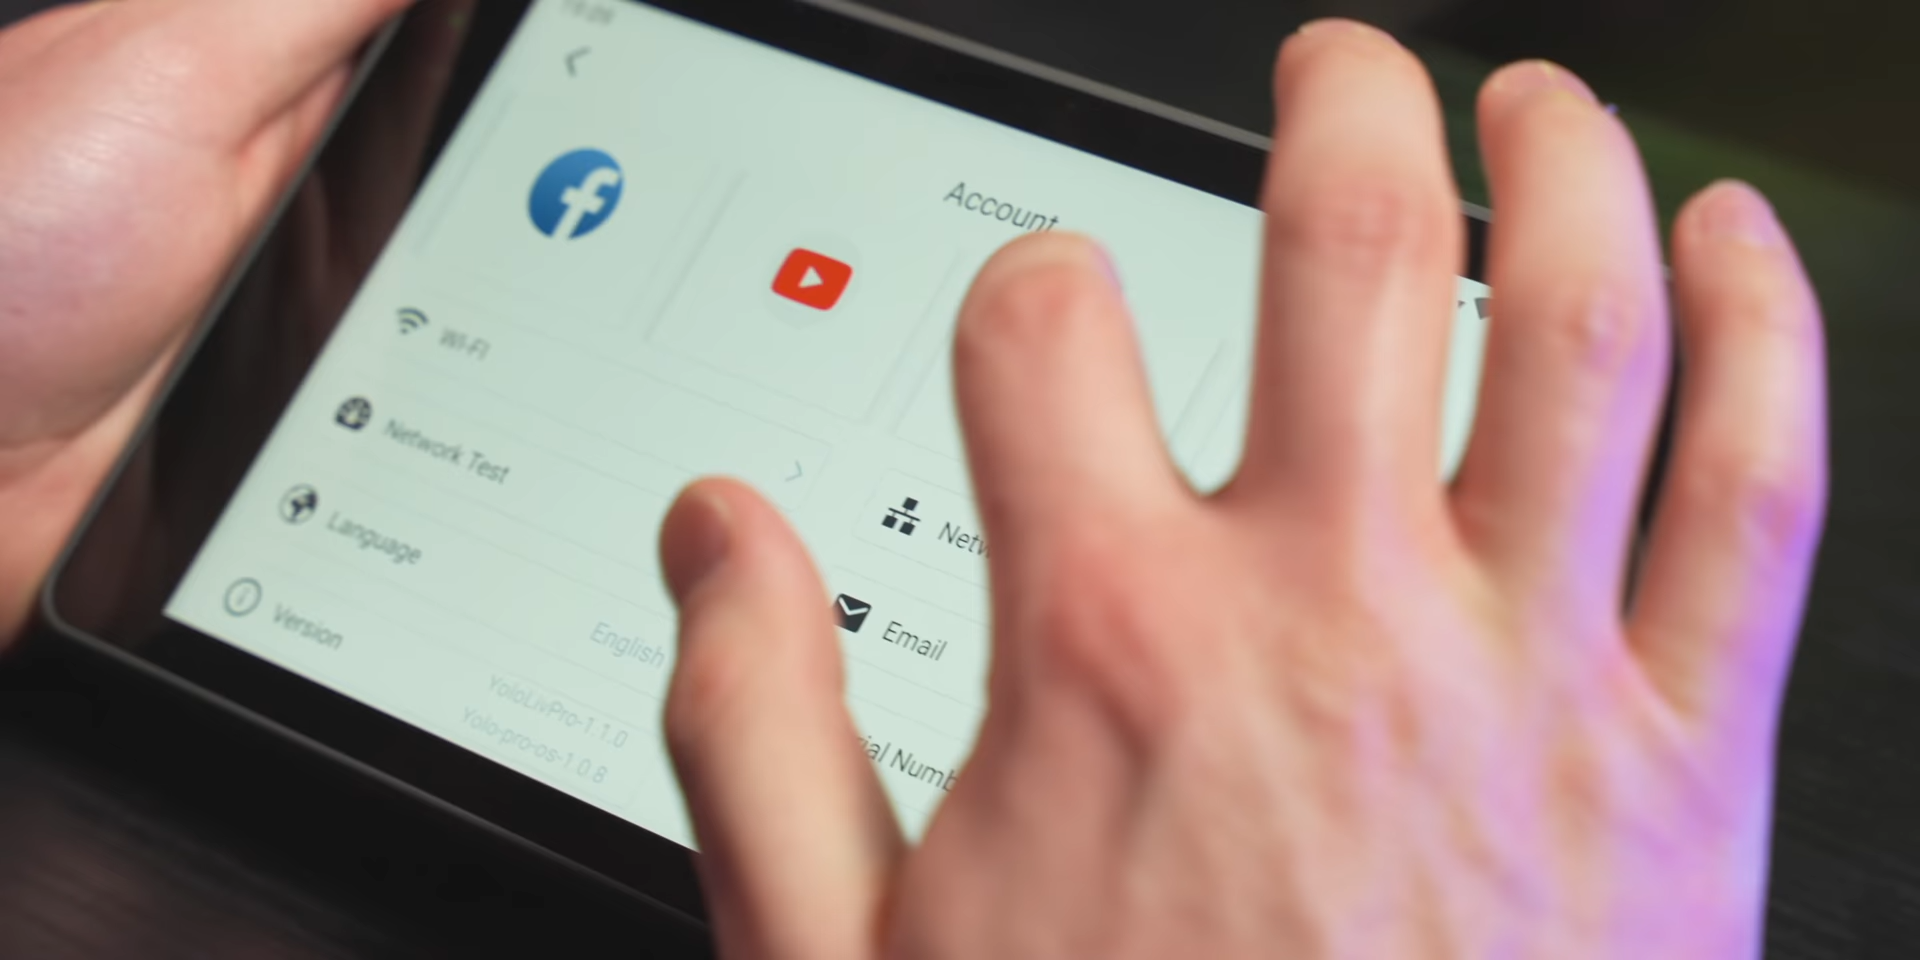 Account
Wi-Fi
Network Test
Language
English
Version
YoloLivPro-1.1.0
Yolo-pro-os-1.0.8
Email